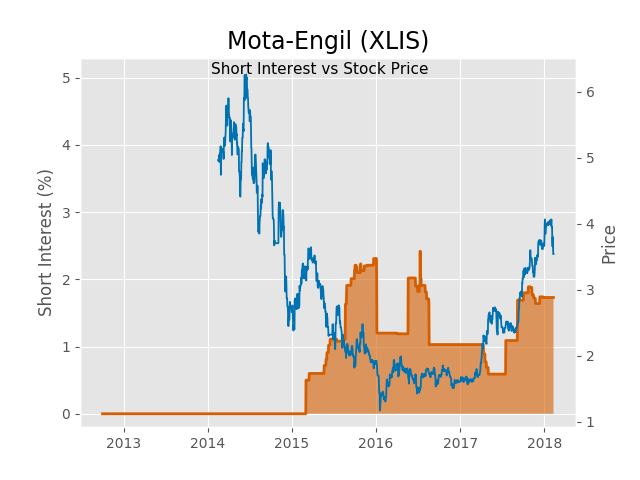 Mota-Engil (XLIS)
Short Interest vs Stock Price
Short Interest (%)
5
4
3
2
1
0
6
5
4
3
2
1
Price
2013 2014 2015 2016 2017 2018